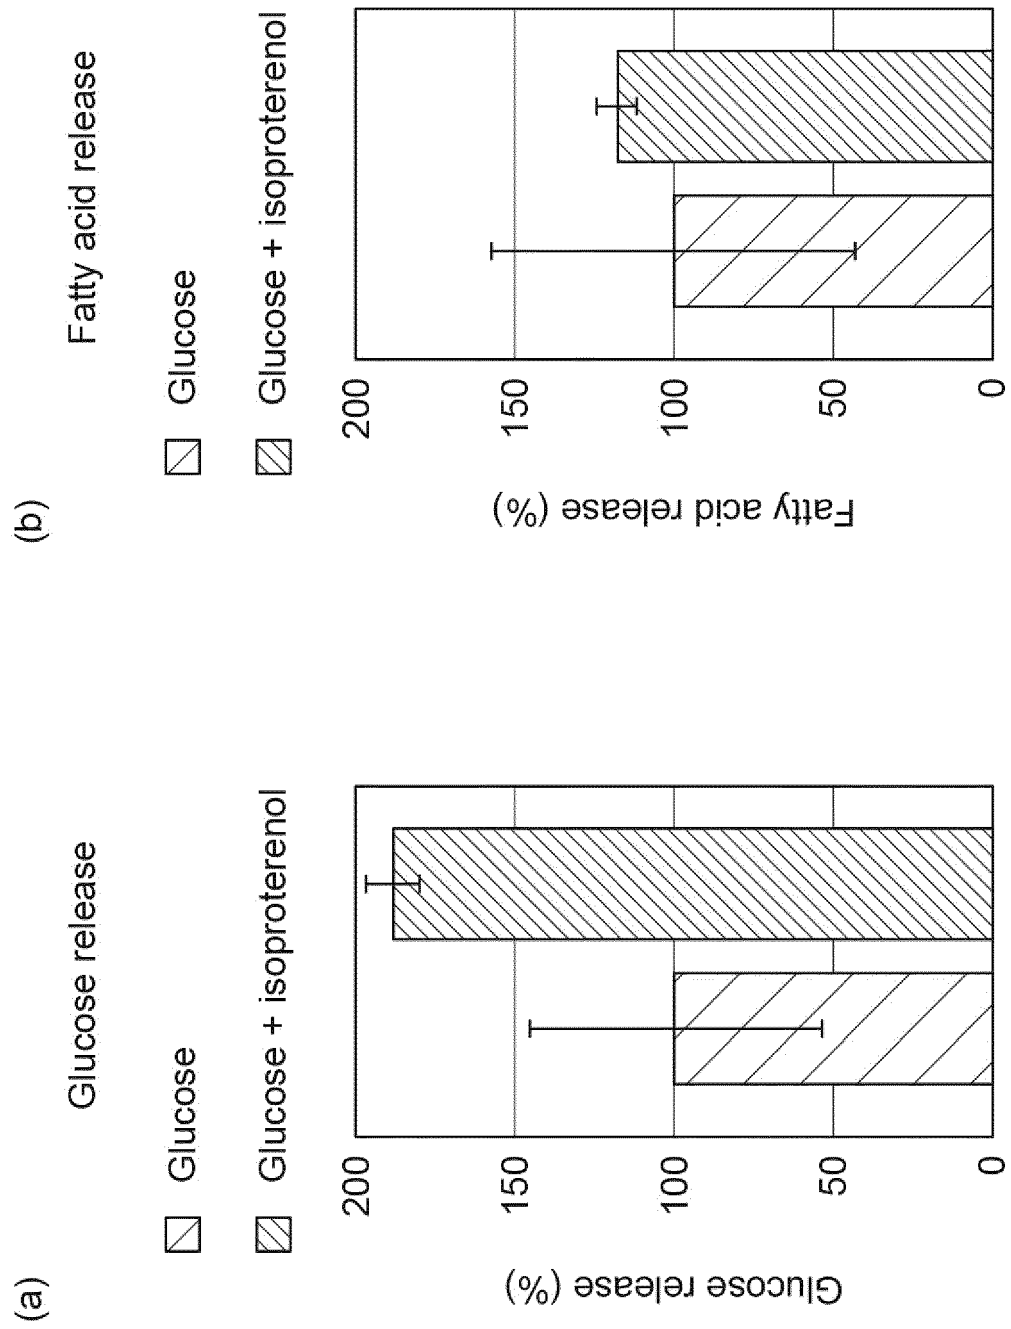 (a)
Glucose release
Glucose
Glucose + isoproterenol
Glucose release (%)
200
150
100
50
0
(b)
Fatty acid release
Glucose
Glucose + isoproterenol
Fatty acid release (%)
200
150
100
50
0